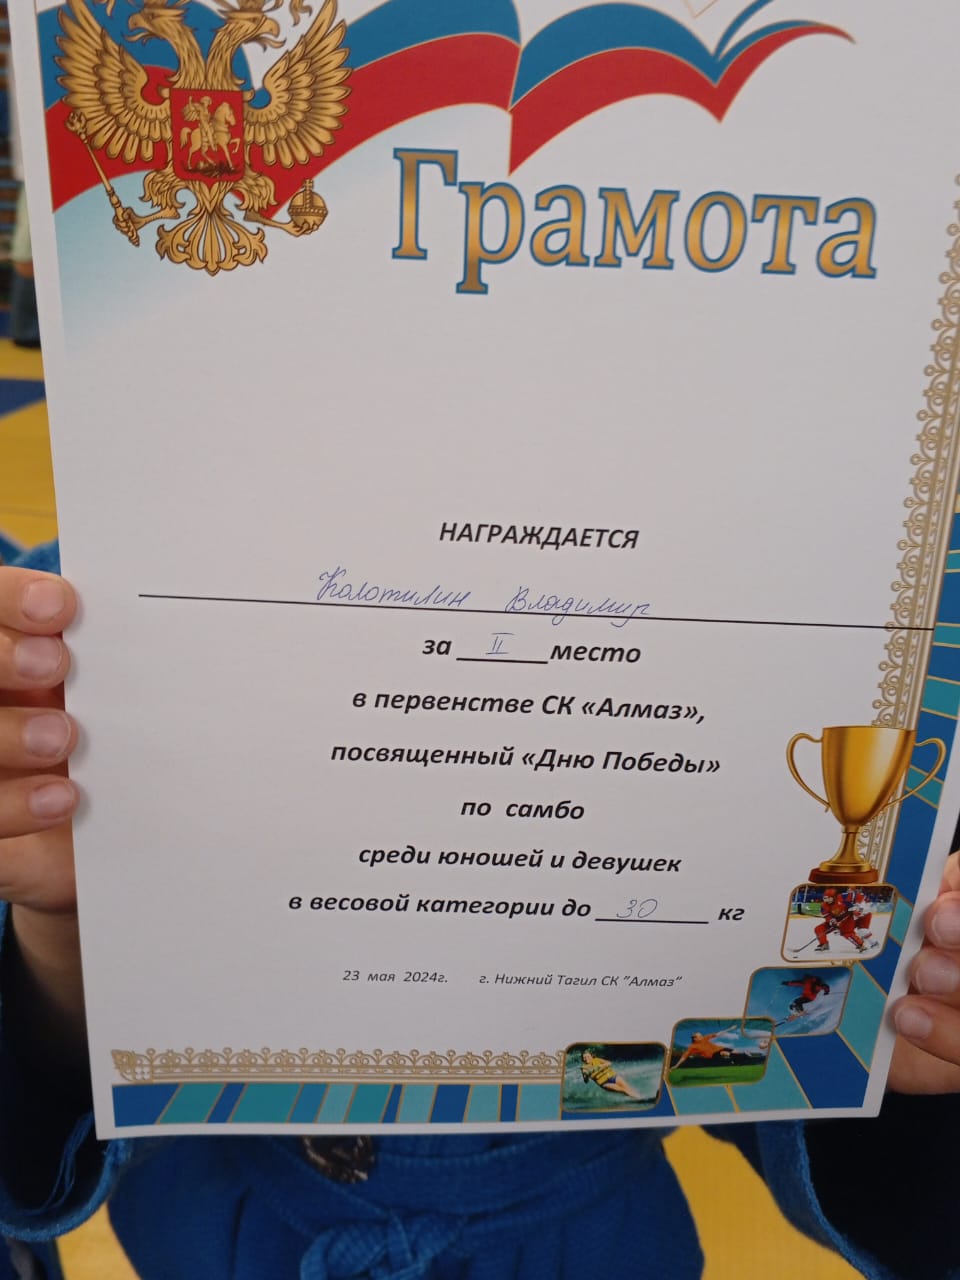 Грамота
НАГРАЖДАЕТСЯ
Колотилин Владимир
за II место
в первенстве СК «Алмаз»,
посвященный «Дню Победы»
по самбо
среди юношей и девушек
в весовой категории до 30 кг
23 мая 2024г. г. Нижний Тагил СК "Алмаз"